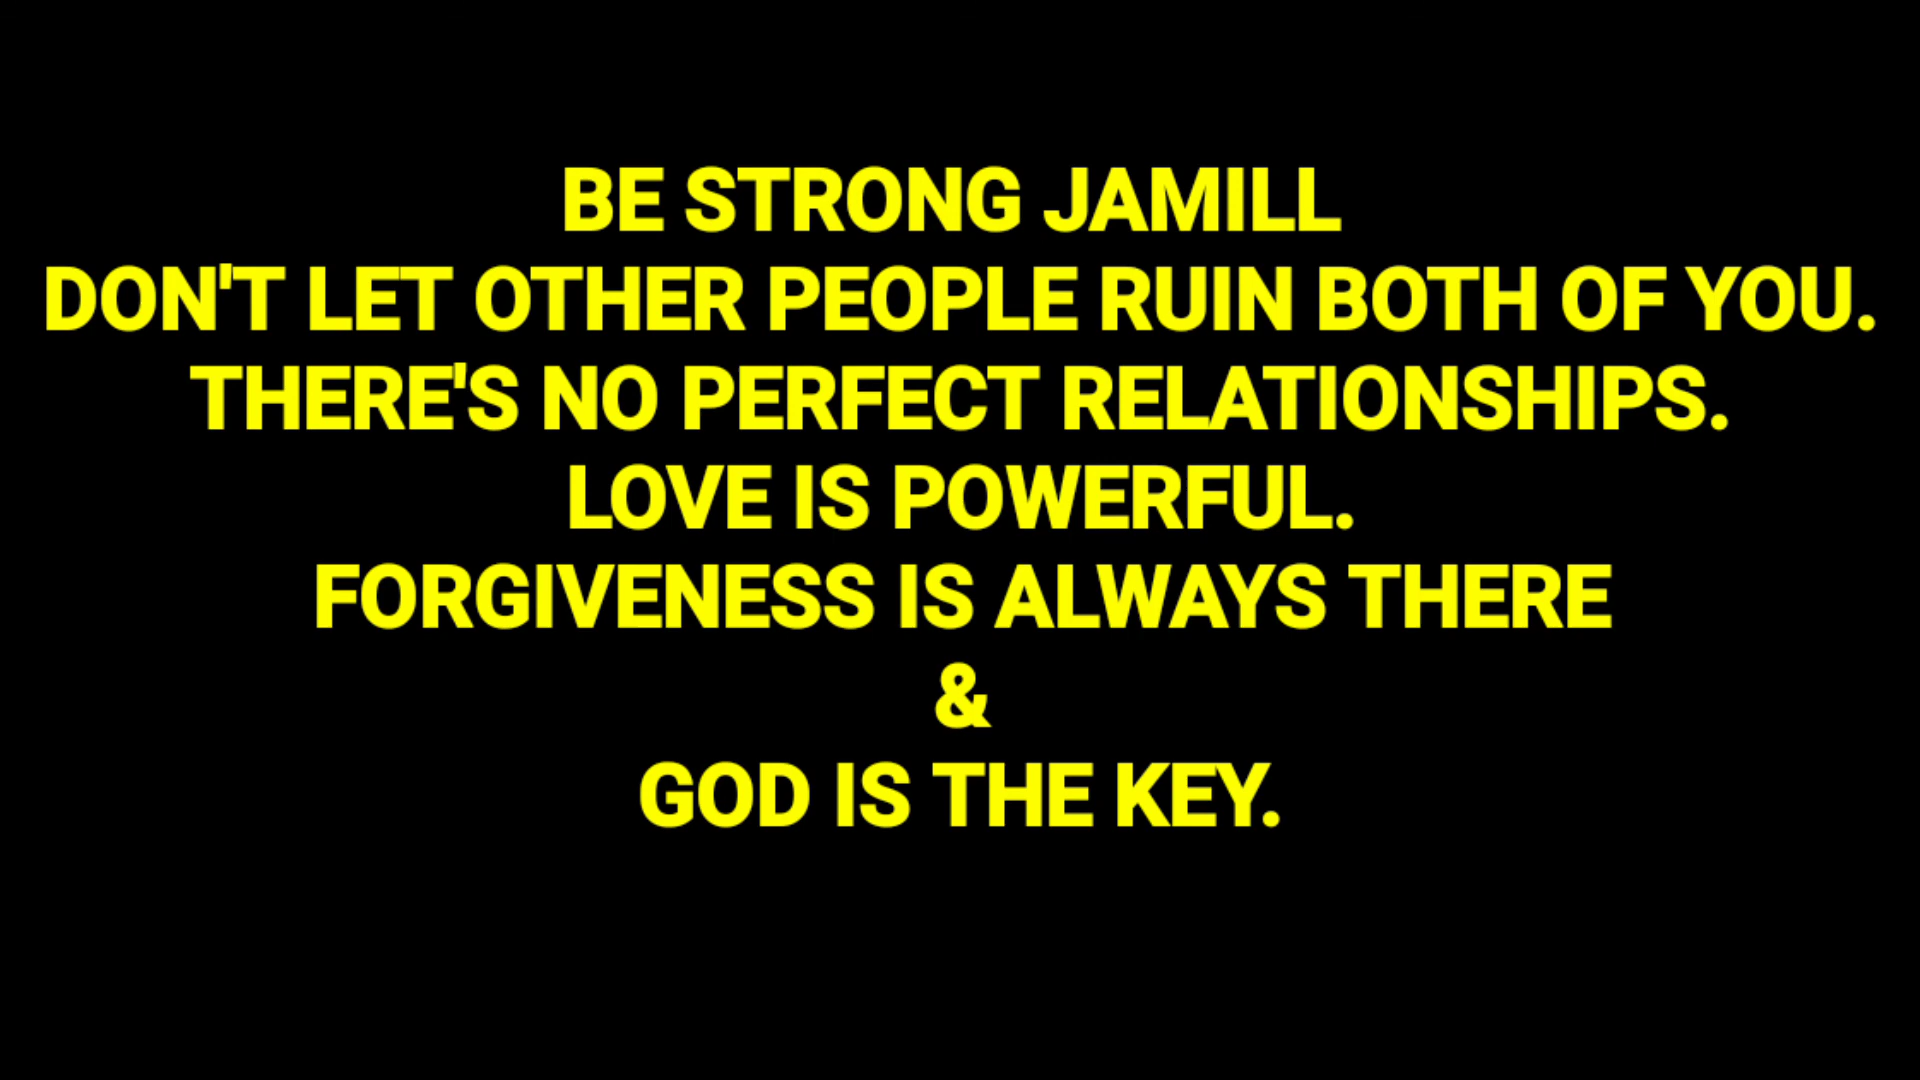 BE STRONG JAMILL
DON'T LET OTHER PEOPLE RUIN BOTH OF YOU.
THERE'S NO PERFECT RELATIONSHIPS.
LOVE IS POWERFUL.
FORGIVENESS IS ALWAYS THERE
&
GOD IS THE KEY.